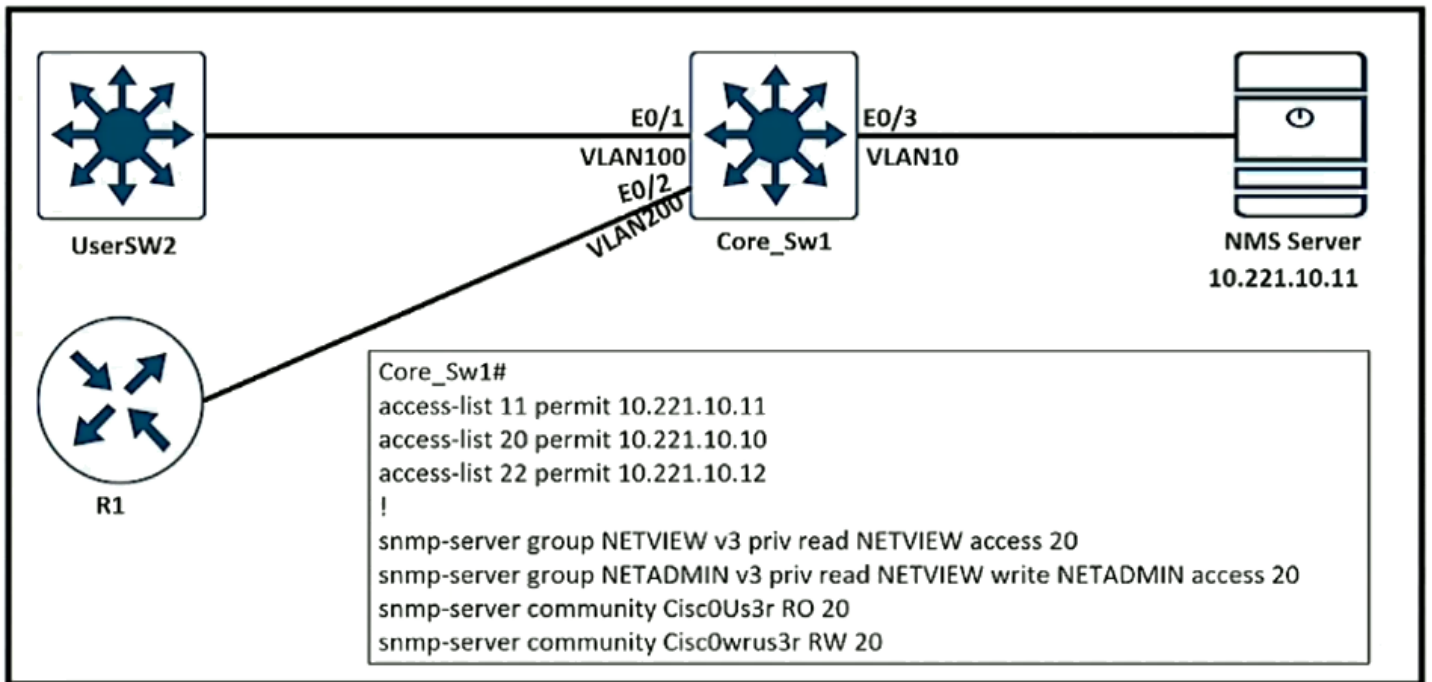 E0/1
E0/3
VLAN100
VLAN10
E0/2
VLAN200
UserSW2
Core_Sw1
NMS Server
10.221.10.11
R1
Core_Sw1#
access-list 11 permit 10.221.10.11
access-list 20 permit 10.221.10.10
access-list 22 permit 10.221.10.12
!
snmp-server group NETVIEW v3 priv read NETVIEW access 20
snmp-server group NETADMIN v3 priv read NETVIEW write NETADMIN access 20
snmp-server community Cisc0Us3r RO 20
snmp-server community Cisc0wrus3r RW 20